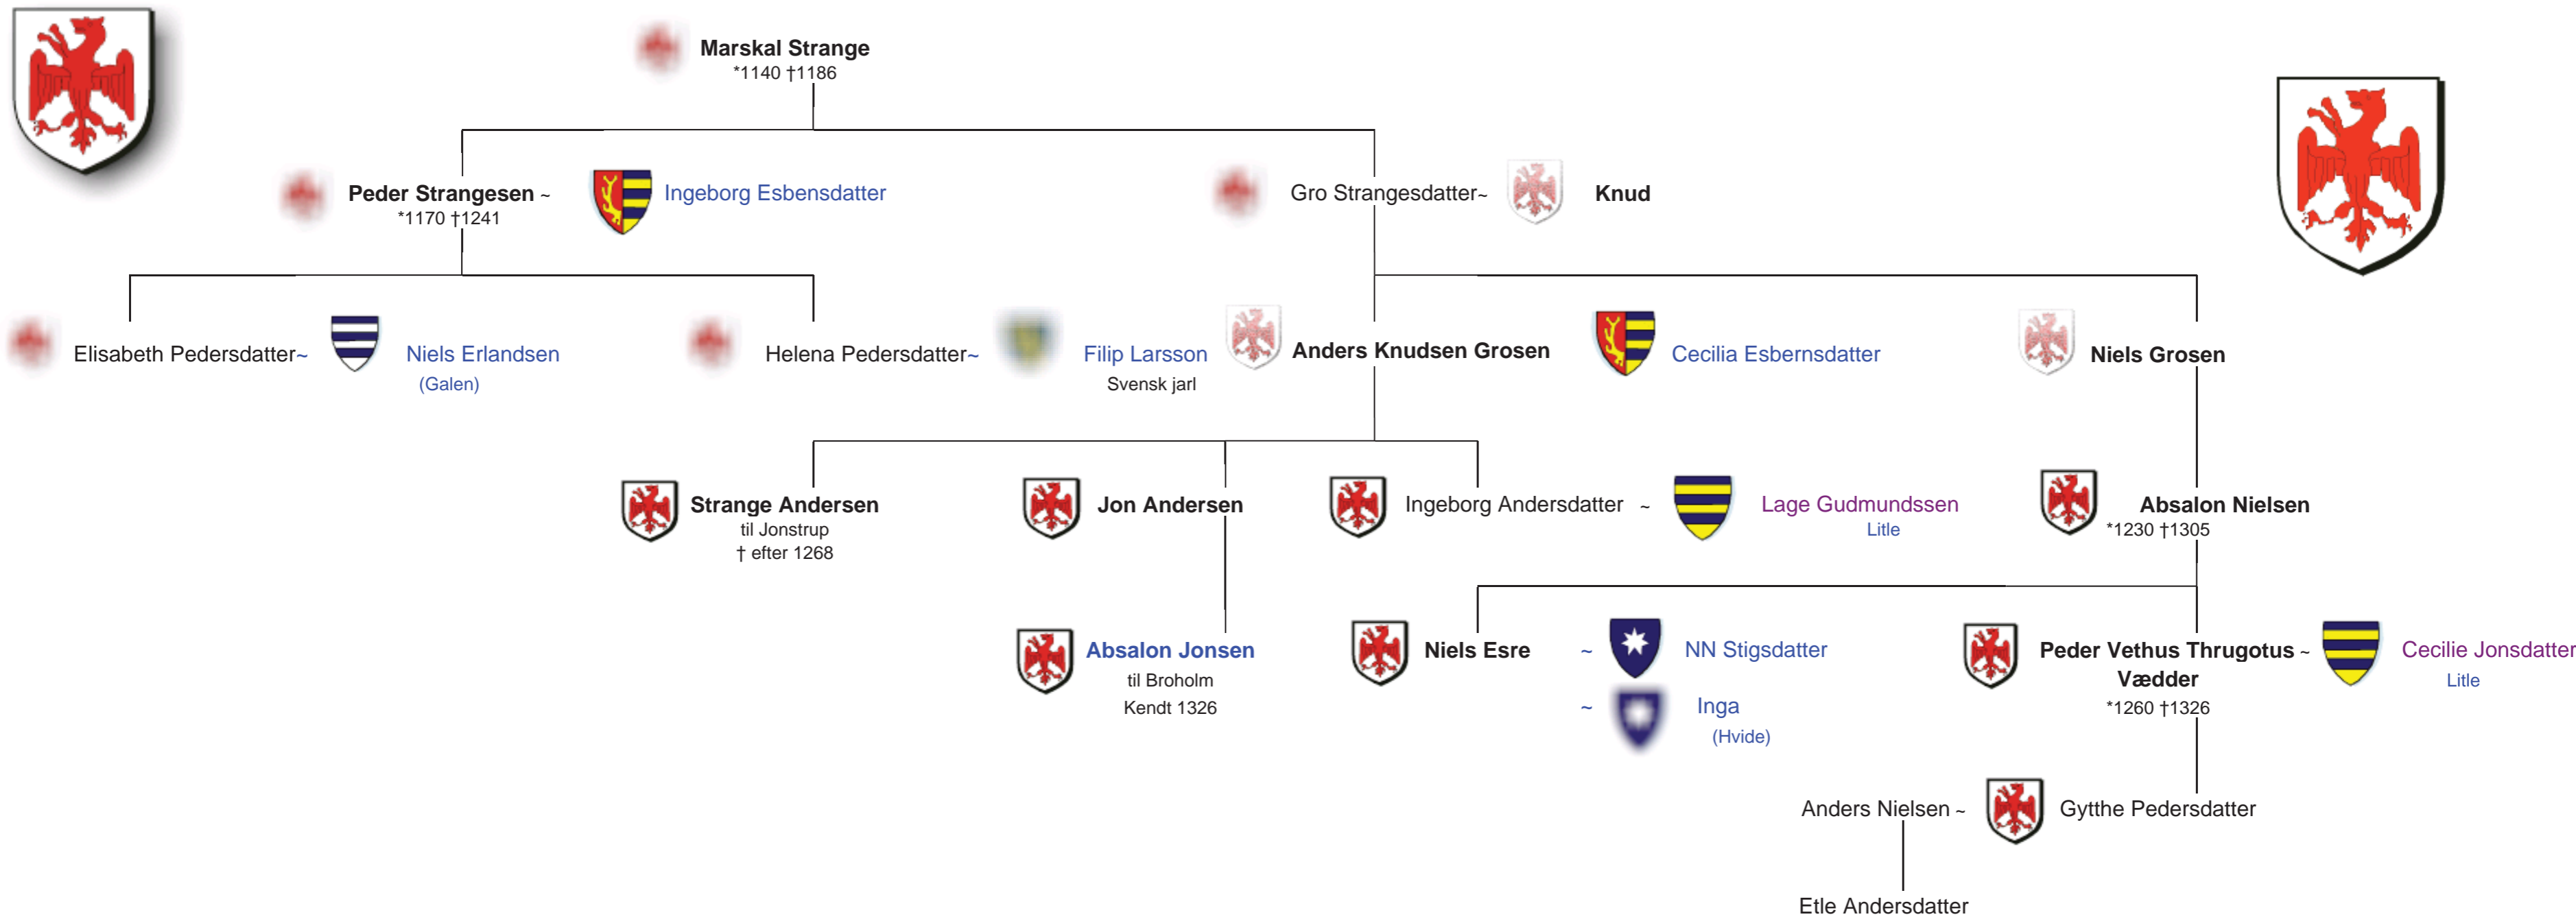 Marskal Strange
*1140 †1186
Peder Strangesen ~
*1170 †1241
Ingeborg Esbensdatter
Gro Strangesdatter~
Knud
Elisabeth Pedersdatter~
Niels Erlandsen
(Galen)
Helena Pedersdatter~
Filip Larsson
Svensk jarl
Anders Knudsen Grosen
Cecilia Esbernsdatter
Niels Grosen
Strange Andersen
til Jonstrup
† efter 1268
Jon Andersen
Ingeborg Andersdatter ~
Lage Gudmundssen
Litle
Absalon Nielsen
*1230 †1305
Absalon Jonsen
til Broholm
Kendt 1326
Niels Esre
~ NN Stigsdatter
~ Inga
(Hvide)
Peder Vethus Thrugotus ~
Vædder
*1260 †1326
Cecilie Jonsdatter
Litle
Anders Nielsen ~
Gytthe Pedersdatter
Etle Andersdatter